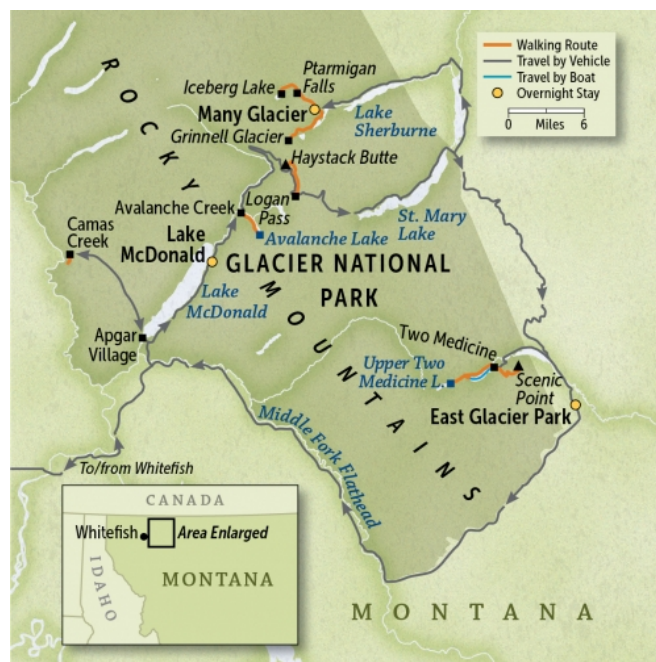 Walking Route
Travel by Vehicle
Travel by Boat
Overnight Stay
0 6
Miles
ROCKY
MOUNTAINS
Iceberg Lake
Ptarmigan
Falls
Many Glacier
Lake
Sherburne
Grinnell Glacier
Haystack Butte
Avalanche Creek
Logan
Pass
St. Mary
Lake
Camas
Creek
Lake
McDonald
Avalanche Lake
GLACIER NATIONAL
PARK
Lake
McDonald
Apgar
Village
Two Medicine
Upper Two
Medicine L.
Scenic
Point
East Glacier Park
Middle Fork Flathead
To/from Whitefish
CANADA
Whitefish
Area Enlarged
IDAHO
MONTANA
MONTANA